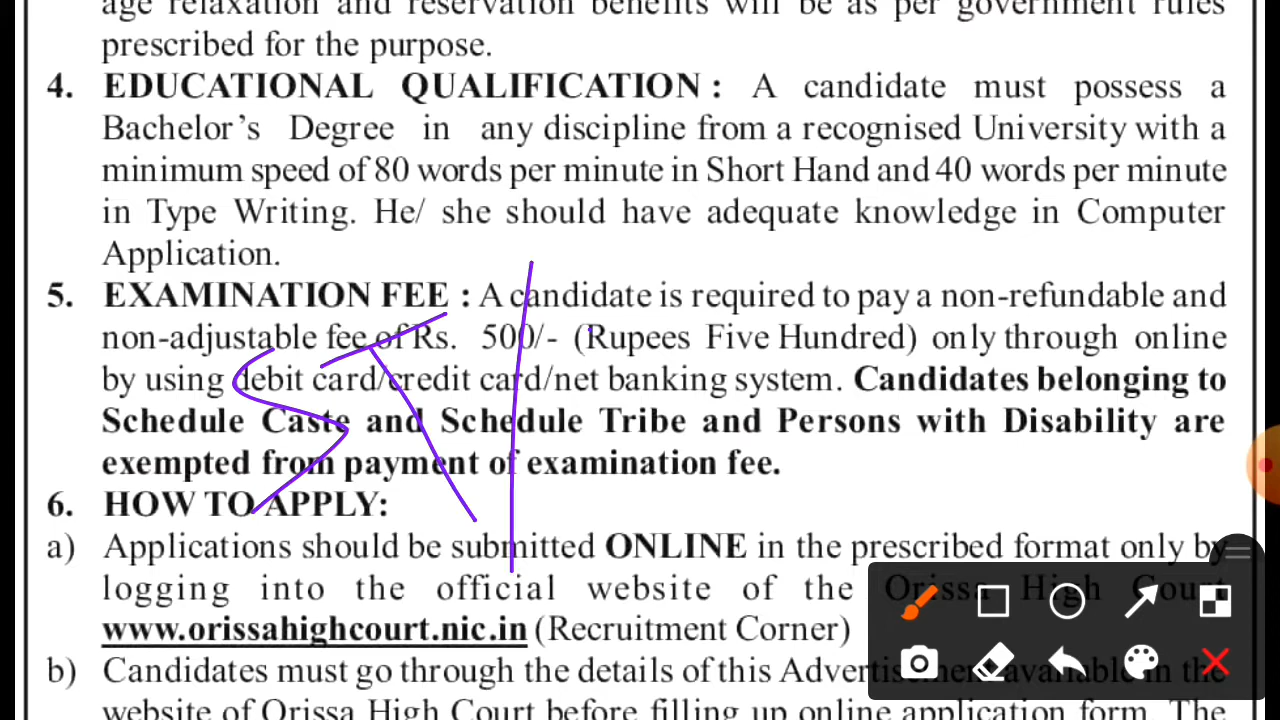 age relaxation and reservation benefits will be as per government rules
prescribed for the purpose.
4. EDUCATIONAL QUALIFICATION : A candidate must possess a
Bachelor's Degree in any discipline from a recognised University with a
minimum speed of 80 words per minute in Short Hand and 40 words per minute
in Type Writing. He/ she should have adequate knowledge in Computer
Application.
5. EXAMINATION FEE : A candidate is required to pay a non-refundable and
non-adjustable fee of Rs. 500/- (Rupees Five Hundred) only through online
by using debit card/credit card/net banking system. Candidates belonging to
Schedule Caste and Schedule Tribe and Persons with Disability are
exempted from payment of examination fee.
6. HOW TO APPLY:
a) Applications should be submitted ONLINE in the prescribed format only by
logging into the official website of the Orissa High Court
www.orissahighcourt.nic.in (Recruitment Corner)
b) Candidates must go through the details of this Advertisement available in the
website of Orissa High Court before filling up online application form. The
ST/